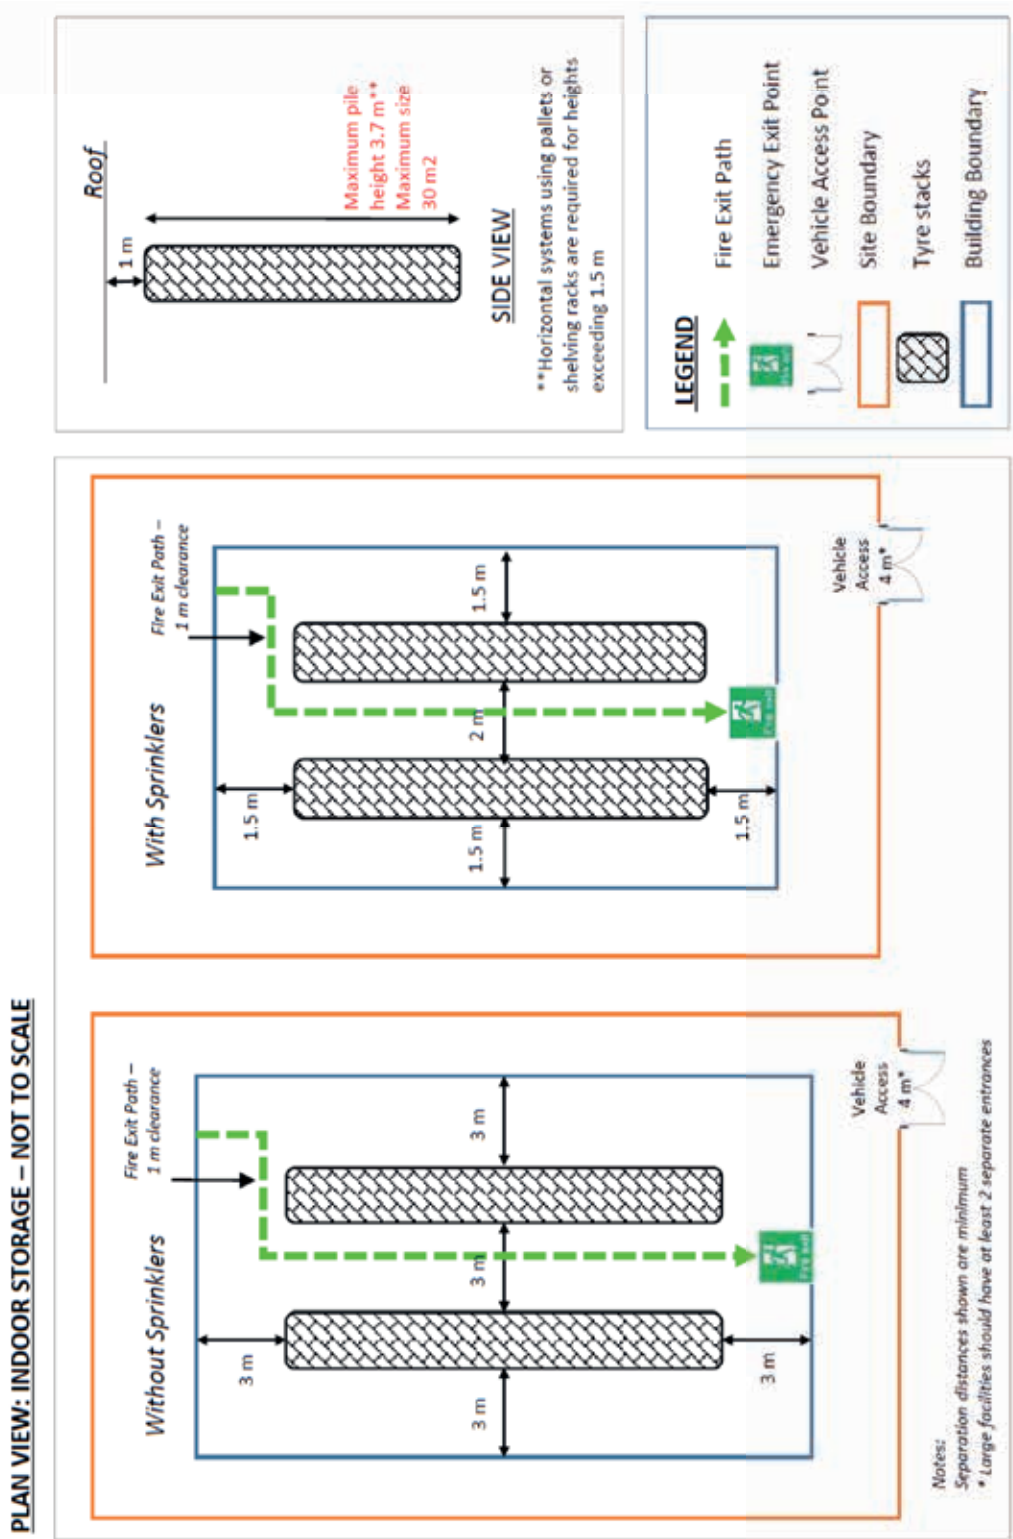 PLAN VIEW: INDOOR STORAGE – NOT TO SCALE
Without Sprinklers
Fire Exit Path –
1 m clearance
3 m
3 m
3 m
3 m
3 m
Vehicle
Access
4 m*
Notes:
Separation distances shown are minimum
* Large facilities should have at least 2 separate entrances
With Sprinklers
Fire Exit Path –
1 m clearance
1.5 m
1.5 m
2 m
1.5 m
1.5 m
Vehicle
Access
4 m*
Roof
1 m
Maximum pile
height 3.7 m**
Maximum size
30 m2
SIDE VIEW
**Horizontal systems using pallets or
shelving racks are required for heights
exceeding 1.5 m
LEGEND
Fire Exit Path
Emergency Exit Point
Vehicle Access Point
Site Boundary
Tyre stacks
Building Boundary